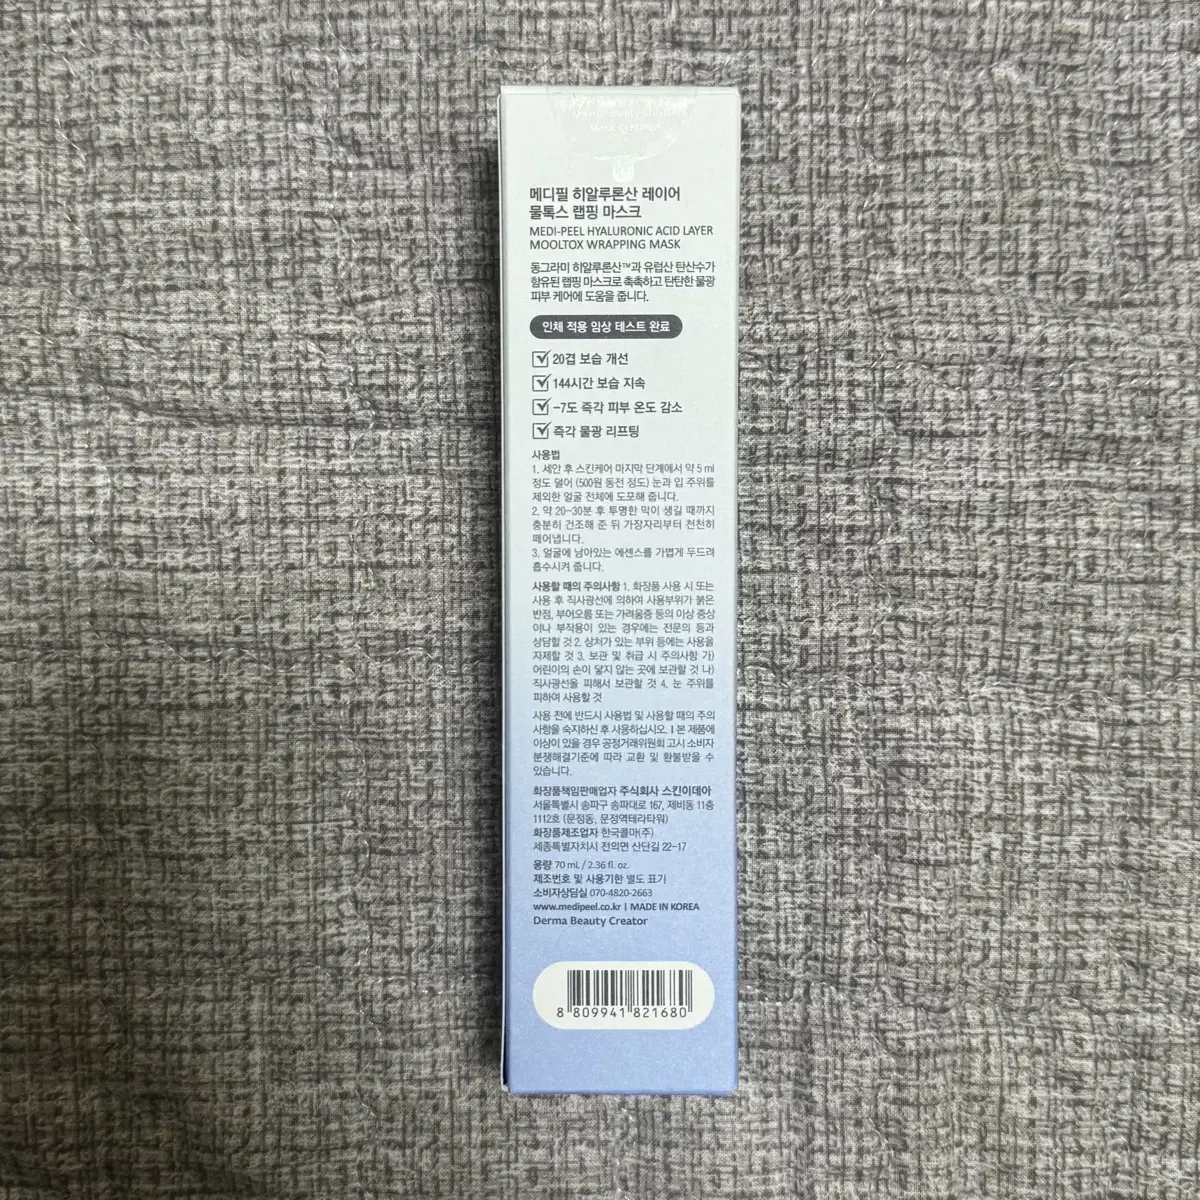 메디필 히알루론산 레이어
물톡스 랩핑 마스크
MEDI-PEEL HYALURONIC ACID LAYER
MOOLTOX WRAPPING MASK
동그라미 히알루론산™과 유럽산 탄산수가
함유된 랩핑 마스크로 촉촉하고 탄탄한 물광
피부 케어에 도움을 줍니다.
인체 적용 임상 테스트 완료
20겹 보습 개선
144시간 보습 지속
-7도 즉각 피부 온도 감소
즉각 물광 리프팅
사용법
1. 세안 후 스킨케어 마지막 단계에서 약 5 ml
정도 덜어 (500원 동전 정도) 눈과 입 주위를
제외한 얼굴 전체에 도포해 줍니다.
2. 약 20-30분 후 투명한 막이 생길 때까지
충분히 건조해 준 뒤 가장자리부터 천천히
떼어냅니다.
3. 얼굴에 남아있는 에센스를 가볍게 두드려
흡수시켜 줍니다.
사용할 때의 주의사항 1. 화장품 사용 시 또는
사용 후 직사광선에 의하여 사용부위가 붉은
반점, 부어오름 또는 가려움증 등의 이상 증상
이나 부작용이 있는 경우에는 전문의 등과
상담할 것 2. 상처가 있는 부위 등에는 사용을
자제할 것 3. 보관 및 취급 시 주의사항 가)
어린이의 손이 닿지 않는 곳에 보관할 것 나)
직사광선을 피해서 보관할 것 4. 눈 주위를
피하여 사용할 것
사용 전에 반드시 사용법 및 사용할 때의 주의
사항을 숙지하신 후 사용하십시오. I 본 제품에
이상이 있을 경우 공정거래위원회 고시 소비자
분쟁해결기준에 따라 교환 및 환불받을 수
있습니다.
화장품책임판매업자 주식회사 스킨이데아
서울특별시 송파구 송파대로 167, 제비동 11층
1112호 (문정동, 문정역테라타워)
화장품제조업자 한국콜마(주)
세종특별자치시 전의면 산단길 22-17
용량 70 mL / 2.36 fl. oz.
제조번호 및 사용기한 별도 표기
소비자상담실 070-4820-2663
www.medipeel.co.kr I MADE IN KOREA
Derma Beauty Creator
8 809941 821680